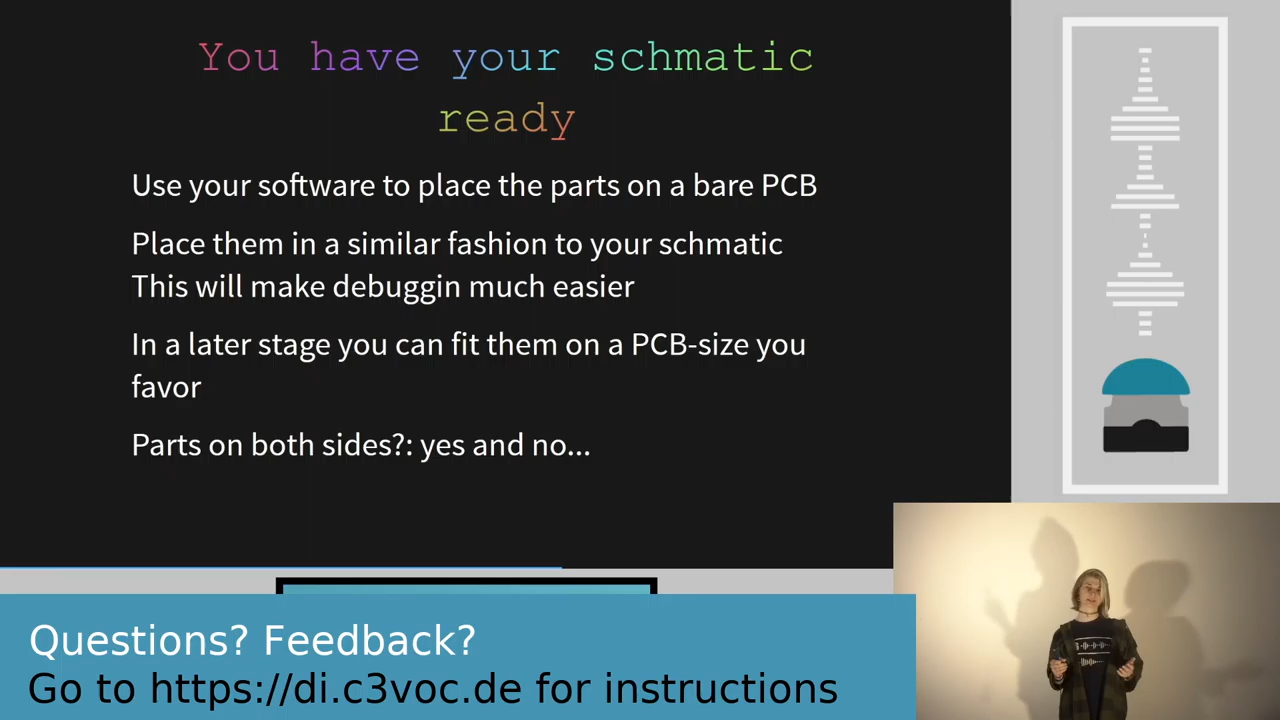 You have your schmatic
ready
Use your software to place the parts on a bare PCB
Place them in a similar fashion to your schmatic
This will make debuggin much easier
In a later stage you can fit them on a PCB-size you
favor
Parts on both sides?: yes and no...
Questions? Feedback?
Go to https://di.c3voc.de for instructions